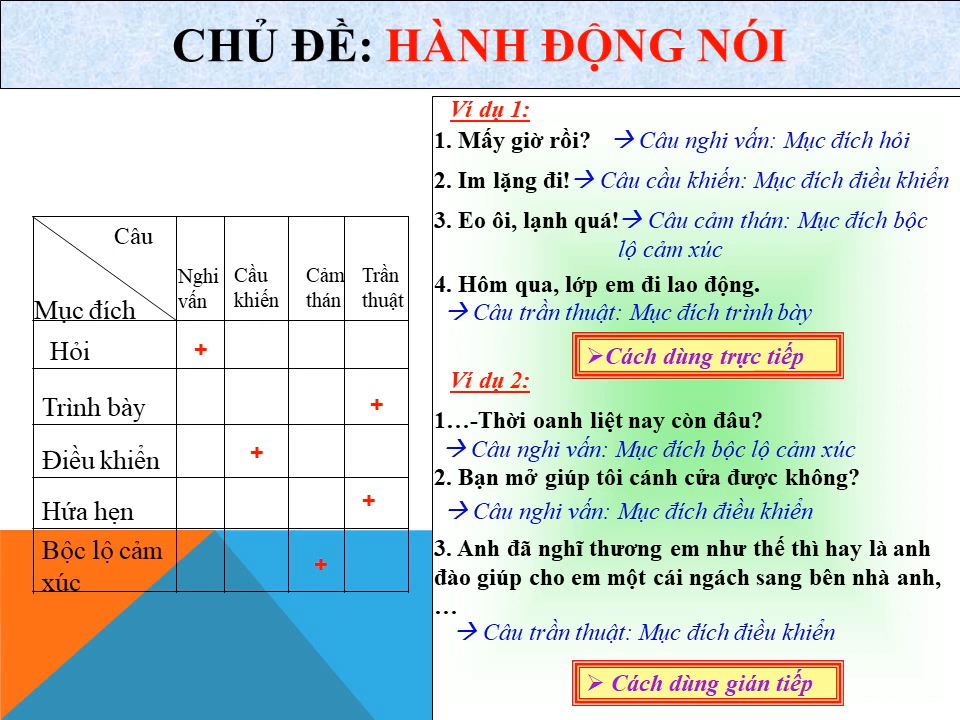 CHỦ ĐỀ: HÀNH ĐỘNG NÓI
Câu
Mục đích
Nghi
vấn
Cầu
khiến
Cảm
thán
Trần
thuật
Hỏi
+
Trình bày
+
Điều khiển
+
Hứa hẹn
+
Bộc lộ cảm
xúc
+
Ví dụ 1:
1. Mấy giờ rồi? → Câu nghi vấn: Mục đích hỏi
2. Im lặng đi!→ Câu cầu khiến: Mục đích điều khiển
3. Eo ôi, lạnh quá!→ Câu cảm thán: Mục đích bộc
lộ cảm xúc
4. Hôm qua, lớp em đi lao động.
→ Câu trần thuật: Mục đích trình bày
➢Cách dùng trực tiếp
Ví dụ 2:
1…-Thời oanh liệt nay còn đâu?
→ Câu nghi vấn: Mục đích bộc lộ cảm xúc
2. Bạn mở giúp tôi cánh cửa được không?
→ Câu nghi vấn: Mục đích điều khiển
3. Anh đã nghĩ thương em như thế thì hay là anh
đào giúp cho em một cái ngách sang bên nhà anh,
…
→ Câu trần thuật: Mục đích điều khiển
➢ Cách dùng gián tiếp